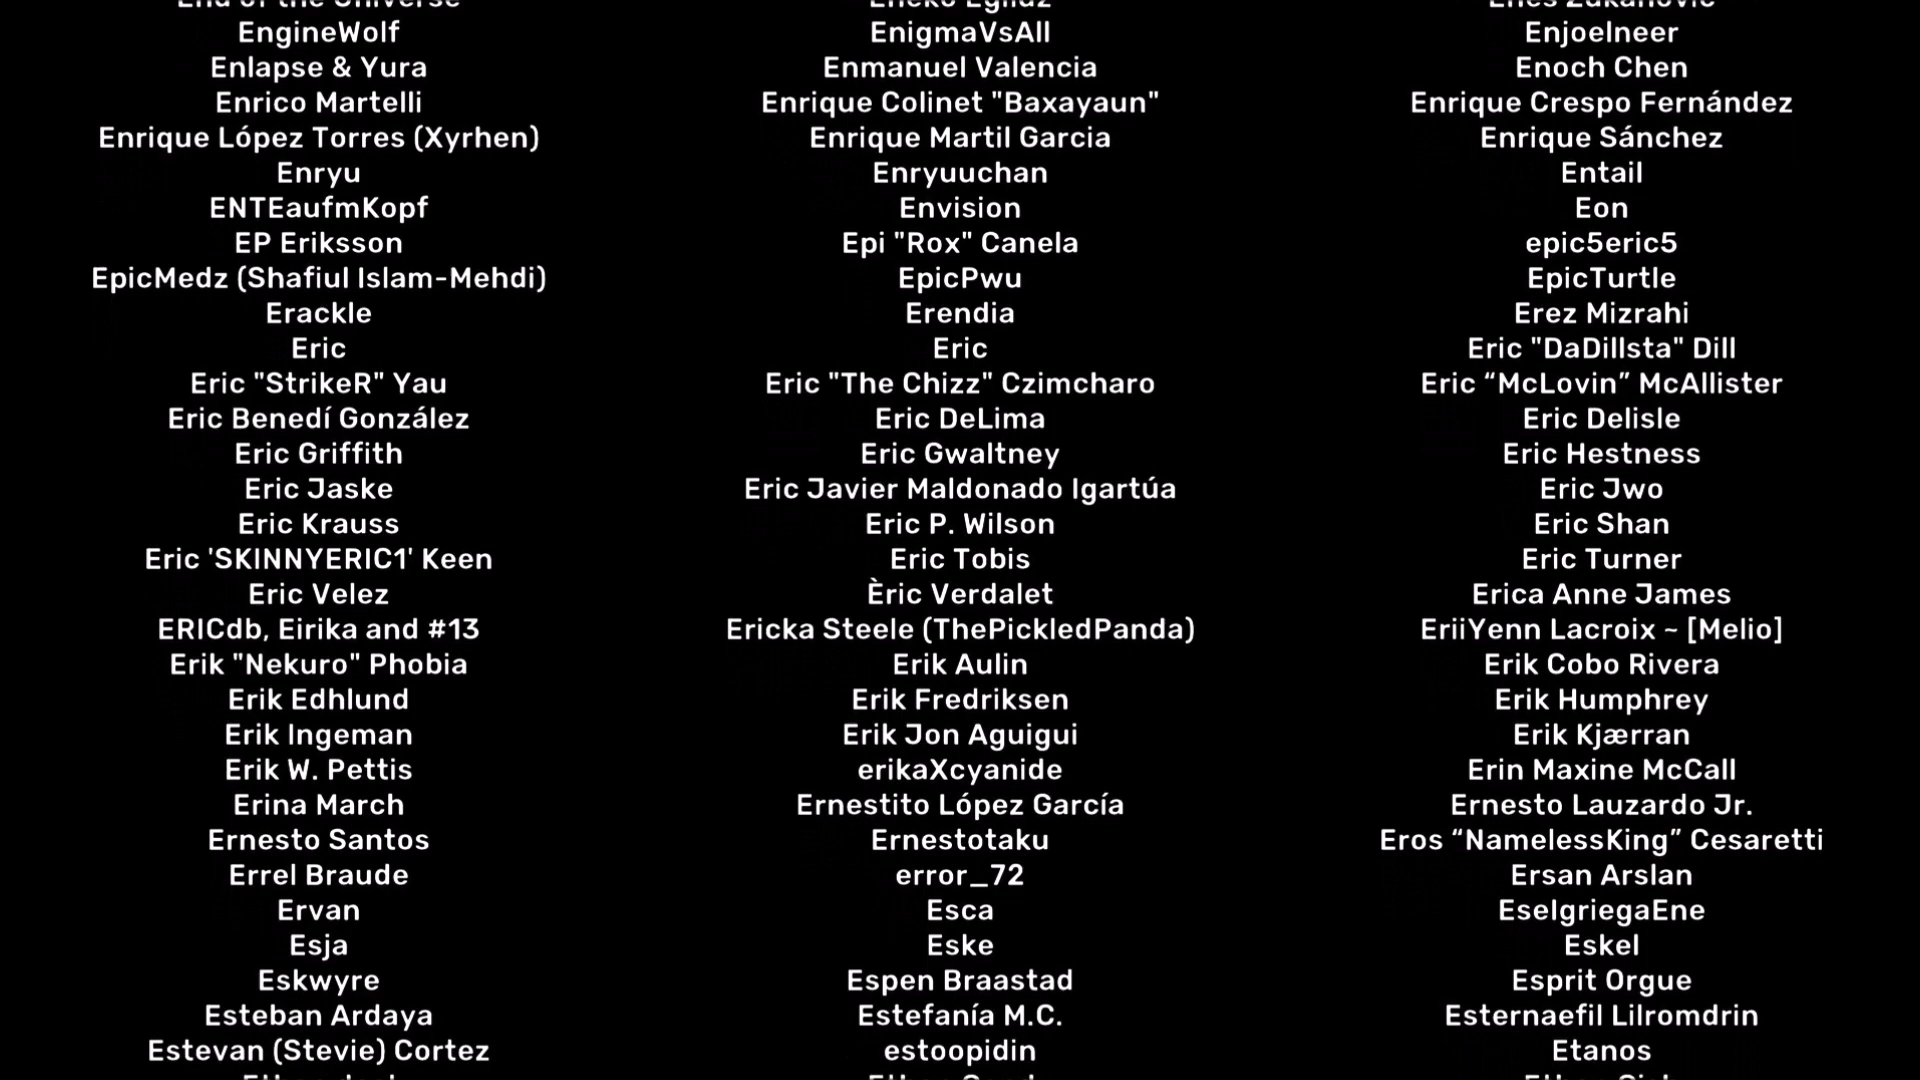 End of the Universe
Eneko Egiluz
Enes Zukanovic
EngineWolf
EnigmaVsAll
Enjoelneer
Enlapse & Yura
Enmanuel Valencia
Enoch Chen
Enrico Martelli
Enrique Colinet "Baxayaun"
Enrique Crespo Fernández
Enrique López Torres (Xyrhen)
Enrique Martil Garcia
Enrique Sánchez
Enryu
Enryuuchan
Entail
ENTEaufmKopf
Envision
Eon
EP Eriksson
Epi "Rox" Canela
epic5eric5
EpicMedz (Shafiul Islam-Mehdi)
EpicPwu
EpicTurtle
Erackle
Erendia
Erez Mizrahi
Eric
Eric
Eric "DaDillsta" Dill
Eric "StrikeR" Yau
Eric "The Chizz" Czimcharo
Eric “McLovin” McAllister
Eric Benedí González
Eric DeLima
Eric Delisle
Eric Griffith
Eric Gwaltney
Eric Hestness
Eric Jaske
Eric Javier Maldonado Igartúa
Eric Jwo
Eric Krauss
Eric P. Wilson
Eric Shan
Eric 'SKINNYERIC1' Keen
Eric Tobis
Eric Turner
Eric Velez
Èric Verdalet
Erica Anne James
ERICdb, Eirika and #13
Ericka Steele (ThePickledPanda)
EriiYenn Lacroix ~ [Melio]
Erik "Nekuro" Phobia
Erik Aulin
Erik Cobo Rivera
Erik Edhlund
Erik Fredriksen
Erik Humphrey
Erik Ingeman
Erik Jon Aguigui
Erik Kjærran
Erik W. Pettis
erikaXcyanide
Erin Maxine McCall
Erina March
Ernestito López García
Ernesto Lauzardo Jr.
Ernesto Santos
Ernestotaku
Eros “NamelessKing” Cesaretti
Errel Braude
error_72
Ersan Arslan
Ervan
Esca
EselgriegaEne
Esja
Eske
Eskel
Eskwyre
Espen Braastad
Esprit Orgue
Esteban Ardaya
Estefanía M.C.
Esternaefil Lilromdrin
Estevan (Stevie) Cortez
estoopidin
Etanos